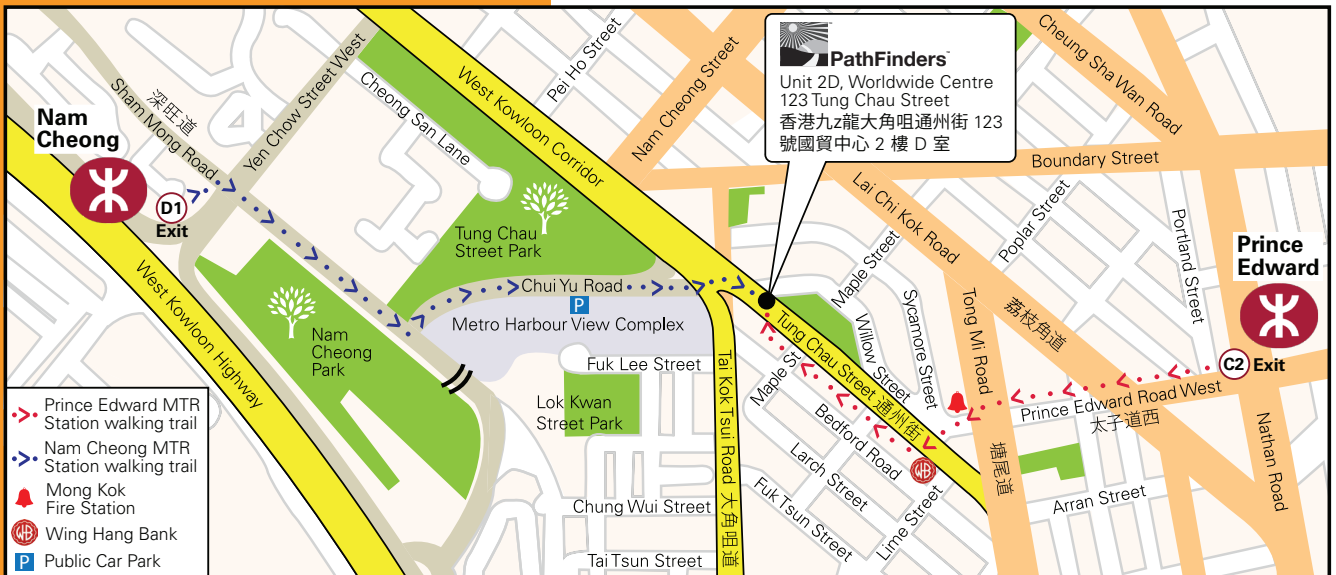 PathFinders™
Unit 2D, Worldwide Centre
123 Tung Chau Street
香港九z龍大角咀通州街 123
號國貿中心 2 樓 D 室
Nam
Cheong
D1
Exit
深旺道
Sham Mong Road
Yen Chow Street West
Cheong San Lane
West Kowloon Corridor
Pei Ho Street
Nam Cheong Street
Cheung Sha Wan Road
Boundary Street
Lai Chi Kok Road
荔枝角道
Poplar Street
Portland Street
Prince
Edward
C2
Exit
Tung Chau
Street Park
Chui Yu Road
P
Metro Harbour View Complex
Nam
Cheong
Park
West Kowloon Highway
Fuk Lee Street
Lok Kwan
Street Park
Chung Wui Street
Tai Tsun Street
Tai Kok Tsui Road 大角咀道
Maple Street
Willow Street
Sycamore Street
Tong Mi Road
塘尾道
Tung Chau Street 通州街
Maple St
Bedford Road
Larch Street
Fuk Tsun Street
Lime Street
WB
Prince Edward Road West
太子道西
Arran Street
Nathan Road
Prince Edward MTR
Station walking trail
Nam Cheong MTR
Station walking trail
Mong Kok
Fire Station
WB
Wing Hang Bank
P
Public Car Park